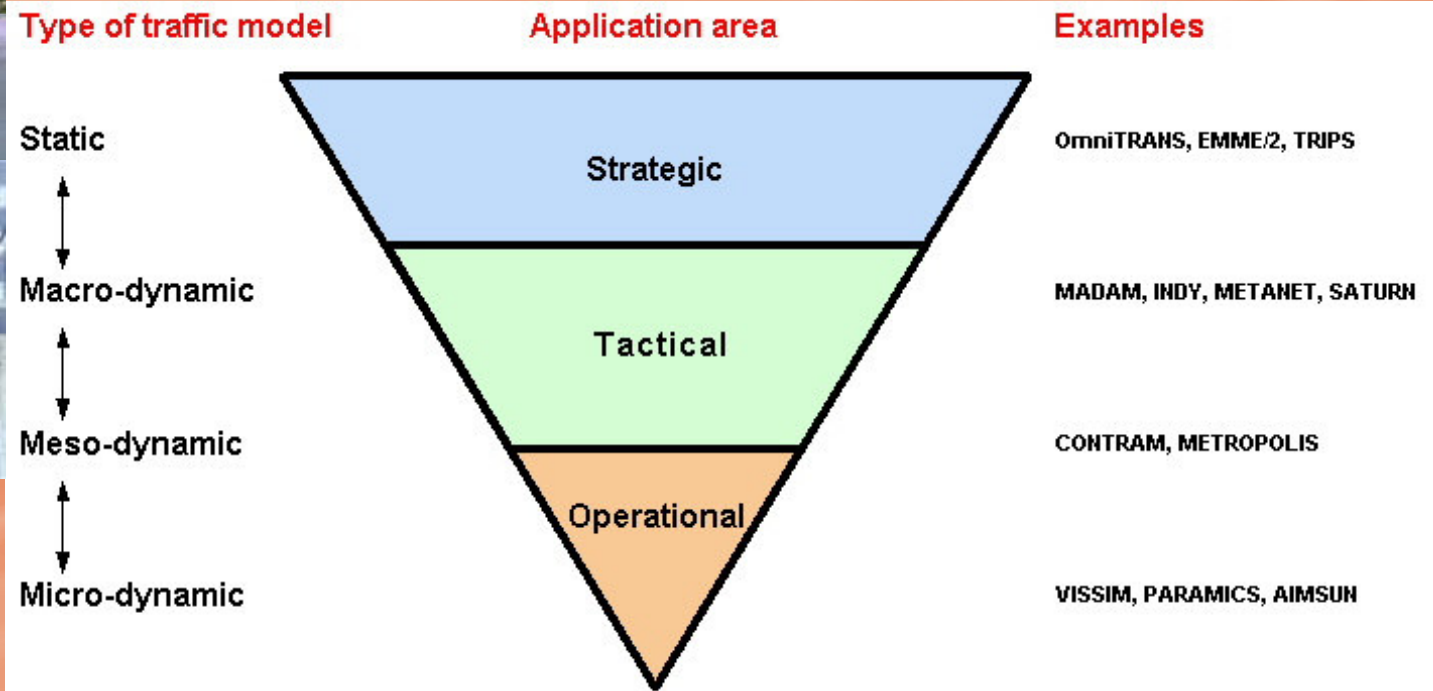 Type of traffic model Application area Examples
Static Strategic OmniTRANS, EMME/2, TRIPS
Macro-dynamic MADAM, INDY, METANET, SATURN
Tactical
Meso-dynamic CONTRAM, METROPOLIS
Operational
Micro-dynamic VISSIM, PARAMICS, AIMSUN